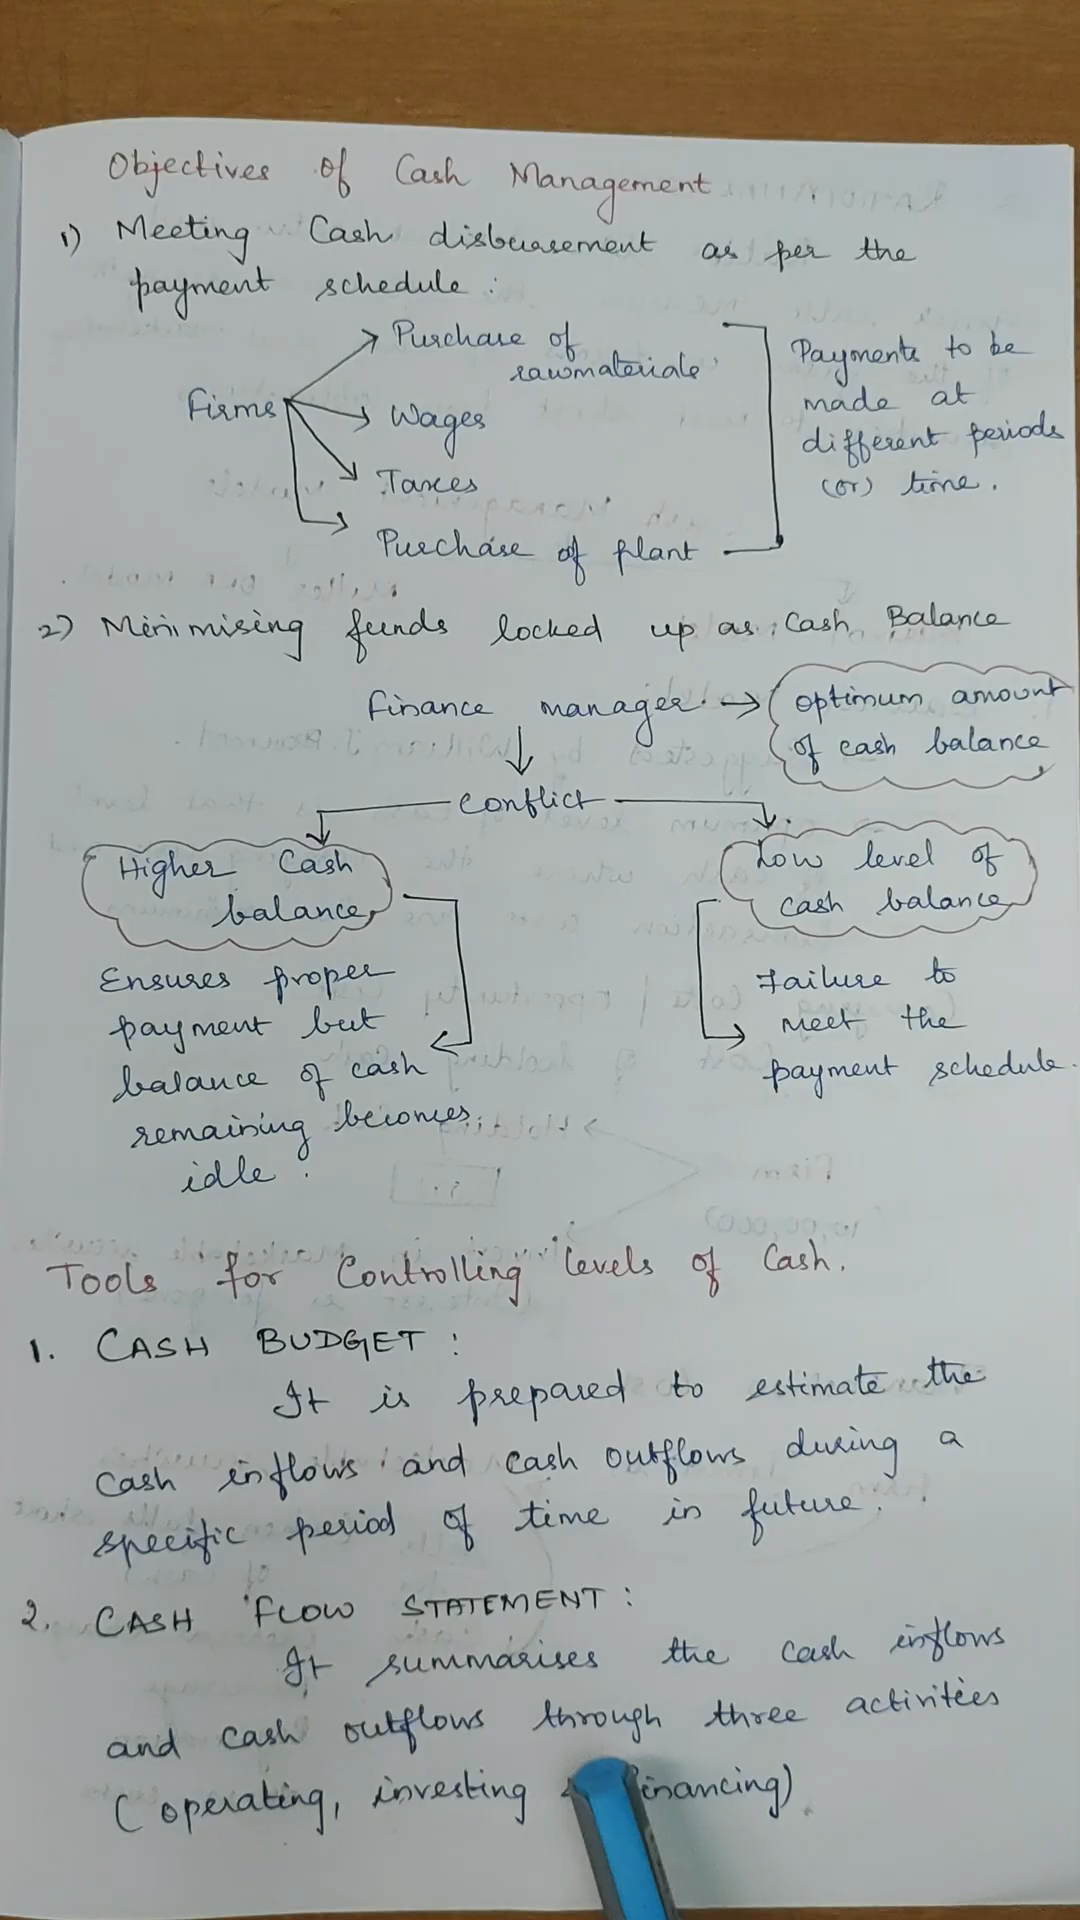 Objectives of Cash Management
1) Meeting Cash disbursement as per the
payment schedule :
Firms
Purchase of
rawmaterials
Wages
Taxes
Purchase of plant
Payments to be
made at
different periods
(or) time.
2) Minimising funds locked up as Cash Balance
Finance manager
optimum amount
of cash balance
conflict
Higher Cash
balance
Ensures proper
payment but
balance of cash
remaining becomes
idle.
Low level of
cash balance
Failure to
meet the
payment schedule.
Tools for Controlling levels of Cash.
1. CASH BUDGET :
It is prepared to estimate the
cash inflows and cash outflows during a
specific period of time in future.
2. CASH FLOW STATEMENT :
It summarises the cash inflows
and cash outflows through three activities
(operating, investing financing)